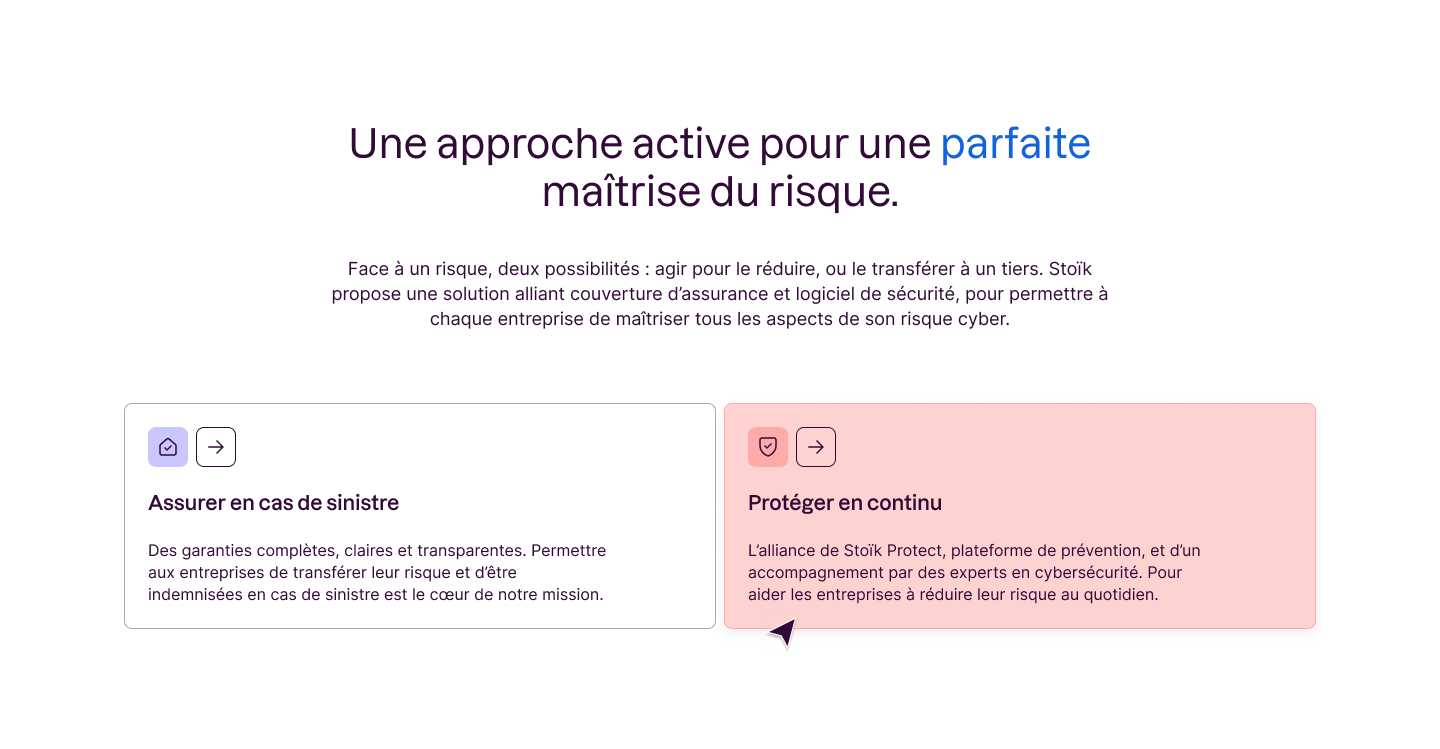 Une approche active pour une parfaite
maîtrise du risque.
Face à un risque, deux possibilités : agir pour le réduire, ou le transférer à un tiers. Stoïk
propose une solution alliant couverture d’assurance et logiciel de sécurité, pour permettre à
chaque entreprise de maîtriser tous les aspects de son risque cyber.
Assurer en cas de sinistre
Des garanties complètes, claires et transparentes. Permettre
aux entreprises de transférer leur risque et d’être
indemnisées en cas de sinistre est le cœur de notre mission.
Protéger en continu
L’alliance de Stoïk Protect, plateforme de prévention, et d’un
accompagnement par des experts en cybersécurité. Pour
aider les entreprises à réduire leur risque au quotidien.